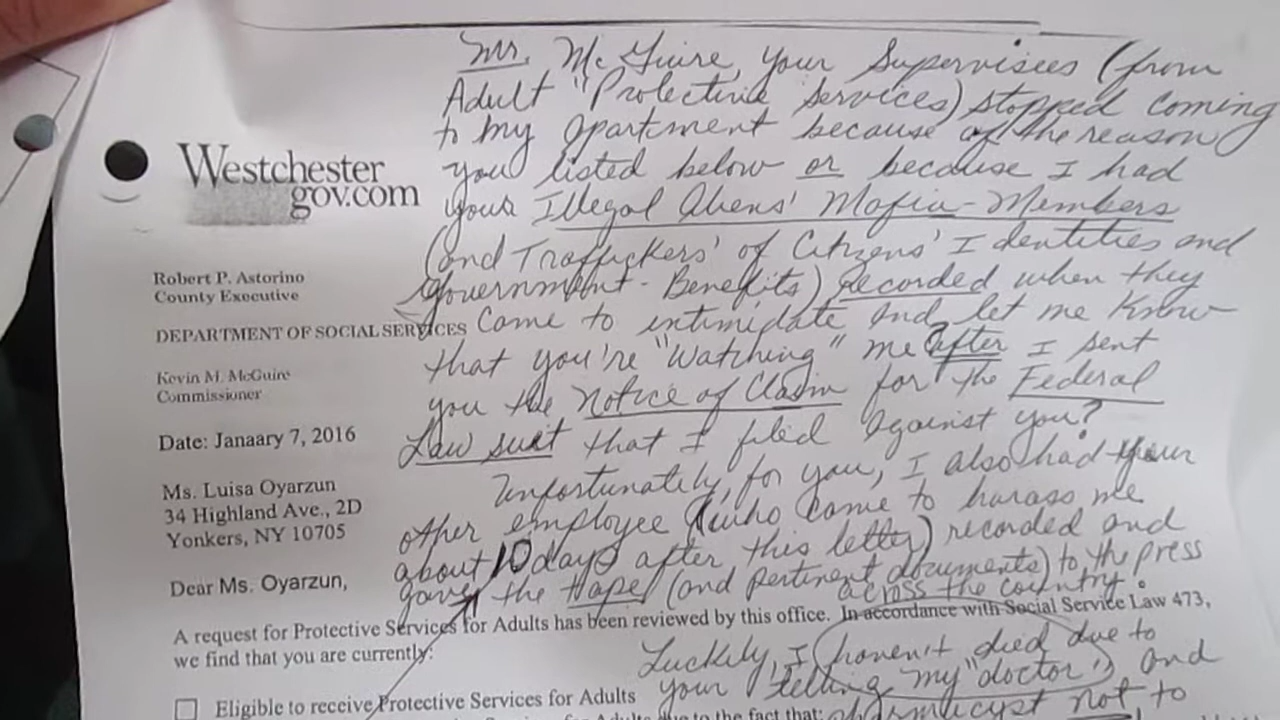 Mr. McGuire, your Supervisees (from
Adult "Protective Services) stopped coming
to my apartment because of the reason
you listed below or because I had
your Illegal Aliens' Mafia-Members
(and Traffickers' of Citizens' Identities and
Government-Benefits) recorded when they
came to intimidate and let me know
that you're "Watching" me after I sent
you the Notice of Claim for the Federal
Law suit that I filed against you?
Unfortunately, for you, I also had your
other employee (who came to harass me
about 10 days after this letter) recorded and
gave the tape (and pertinent documents) to the press
across the country.
Westchester
gov.com
Robert P. Astorino
County Executive
DEPARTMENT OF SOCIAL SERVICES
Kevin M. McGuire
Commissioner
Date: Janaary 7, 2016
Ms. Luisa Oyarzun
34 Highland Ave., 2D
Yonkers, NY 10705
Dear Ms. Oyarzun,
A request for Protective Services for Adults has been reviewed by this office. In accordance with Social Service Law 473,
we find that you are currently:
Luckily, I haven't died due to
your telling my "doctor", and
pharmacyst not to
Eligible to receive Protective Services for Adults
due to the fact that: